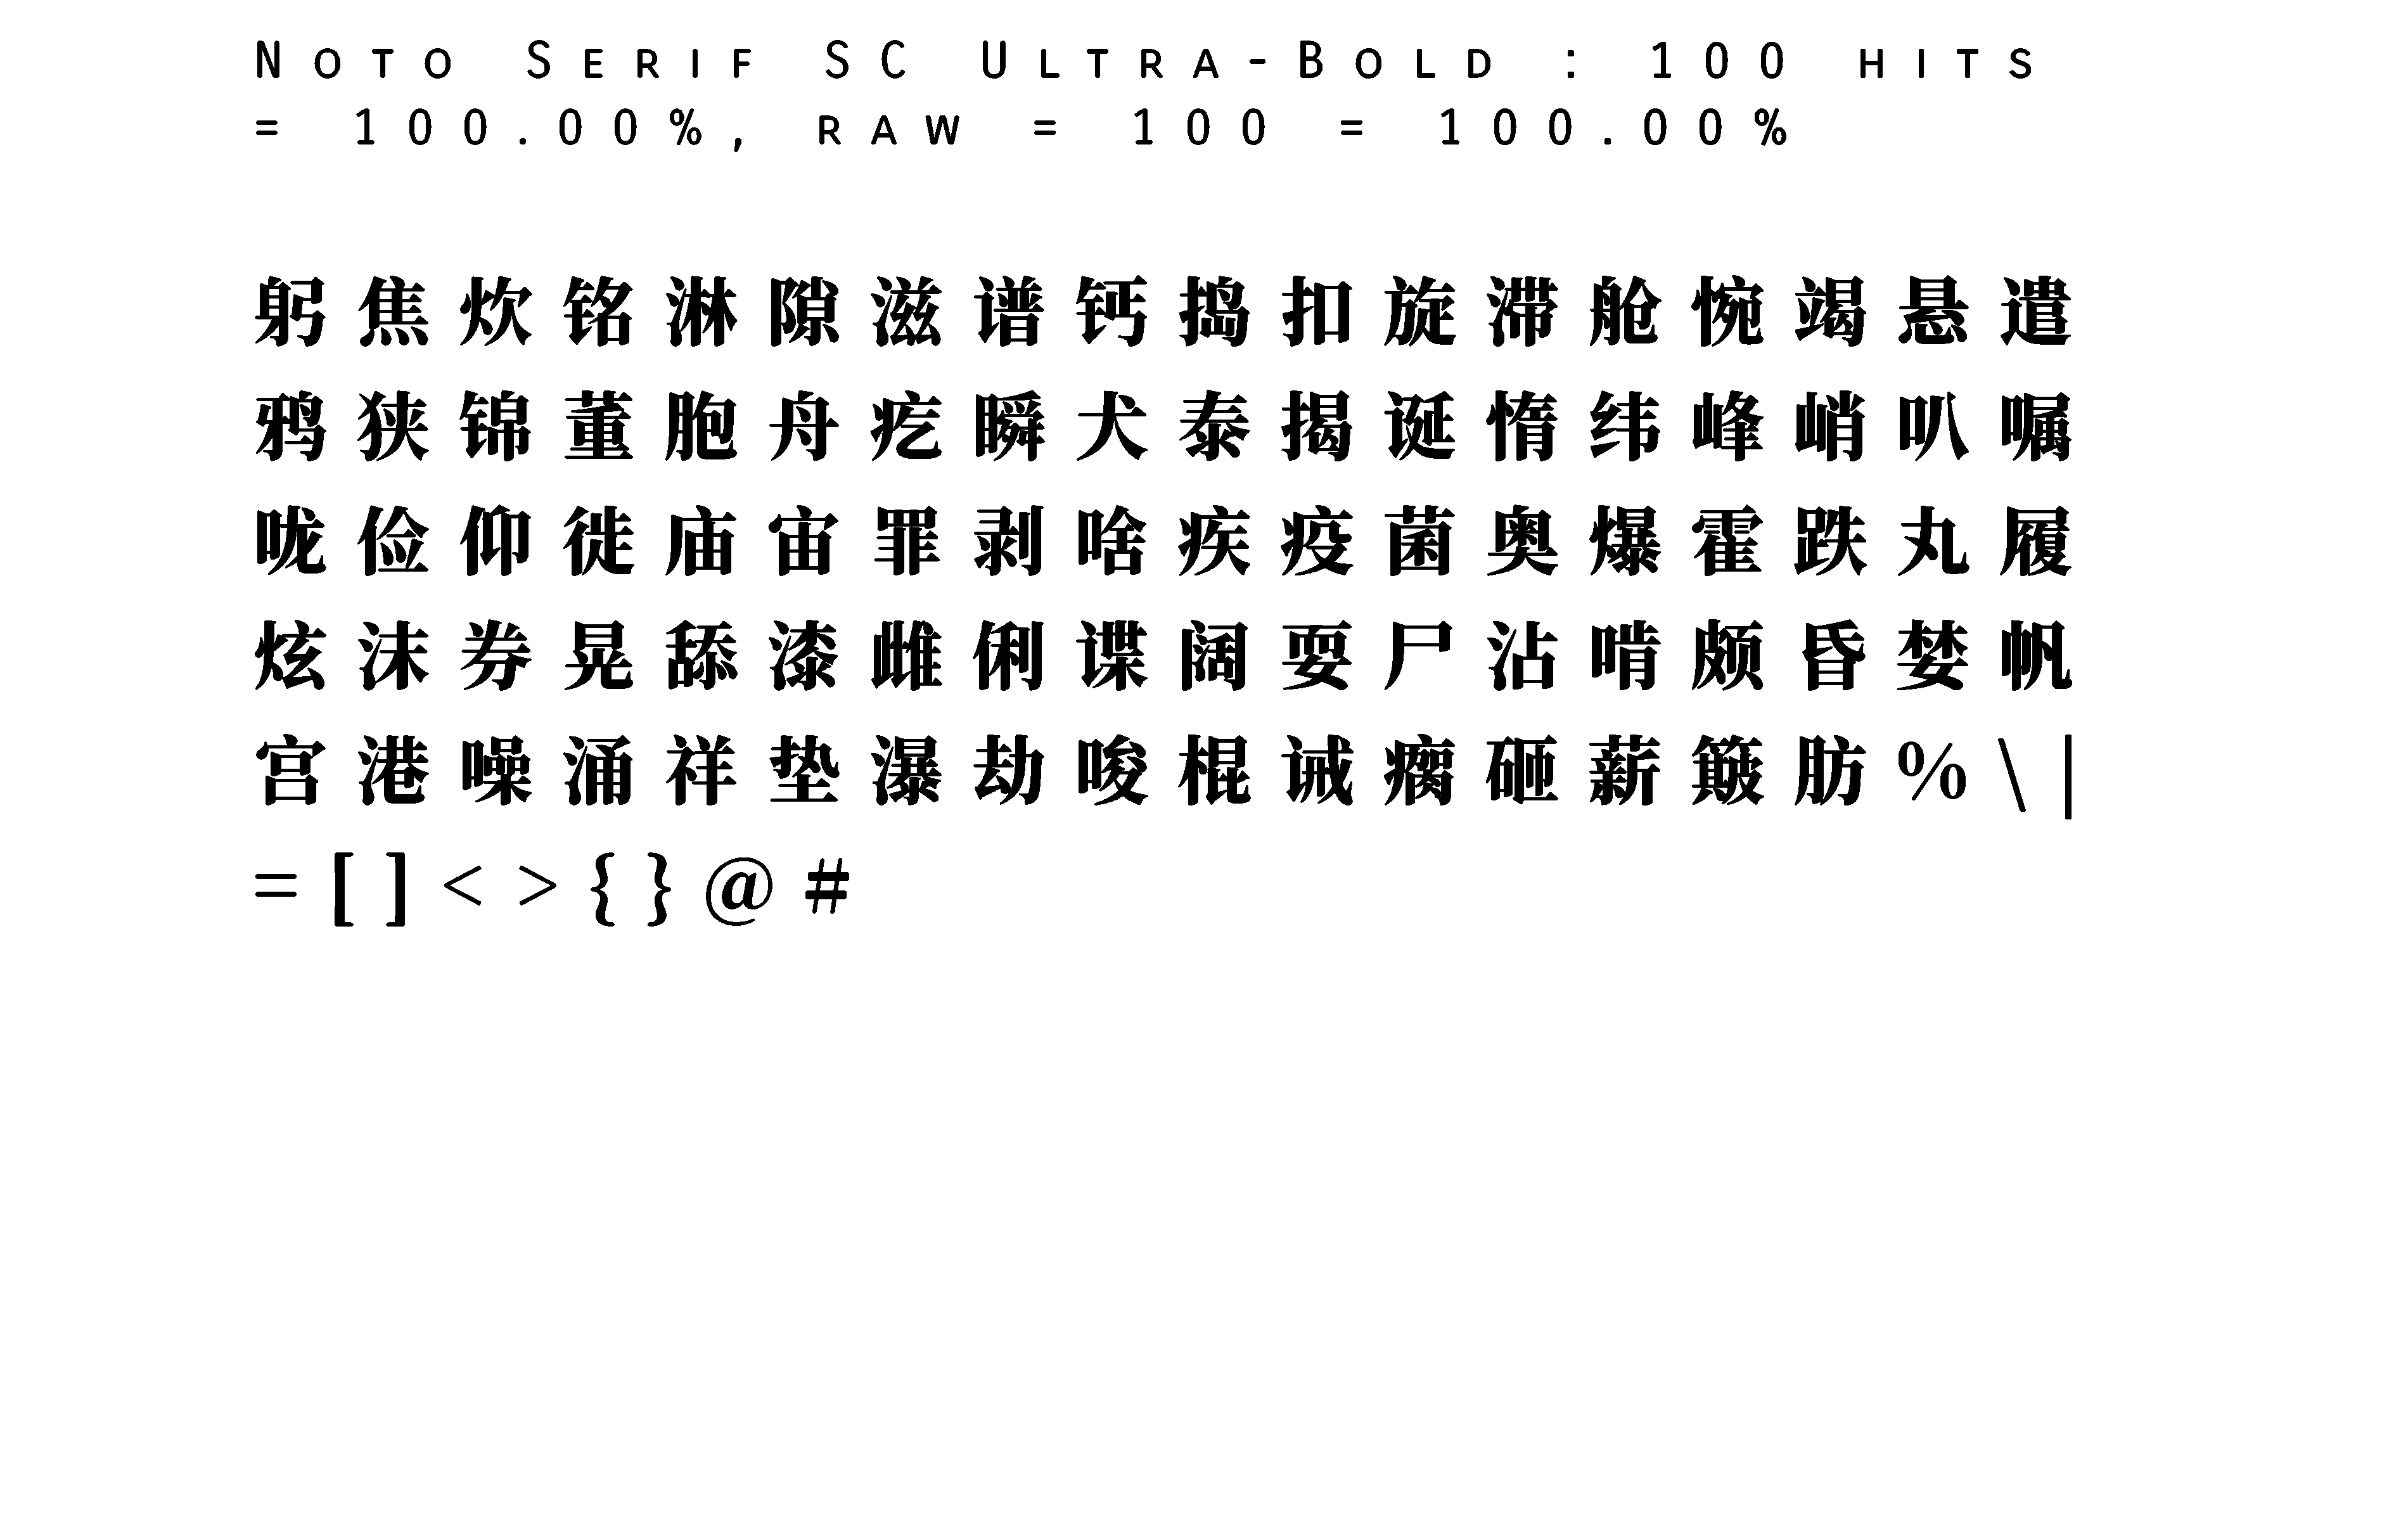 Noto Serif SC Ultra-Bold : 100 hits
= 100.00%, raw = 100 = 100.00%
躬焦炊铭淋隙滋谱钙捣扣旋滞舱惋竭悬遣
鸦狭锦董胞舟疙瞬犬泰揭诞惰纬峰峭叭嘱
咙俭仰徙庙宙罪剥啥疾疫菌奥爆霍跌丸履
炫沫券晃舔漆雌俐谍阔耍尸沾啃颇昏婪帆
宫港噪涌祥垫瀑劫唆棍诫瘸砸薪簸肪%\|
=[]<>{}@#